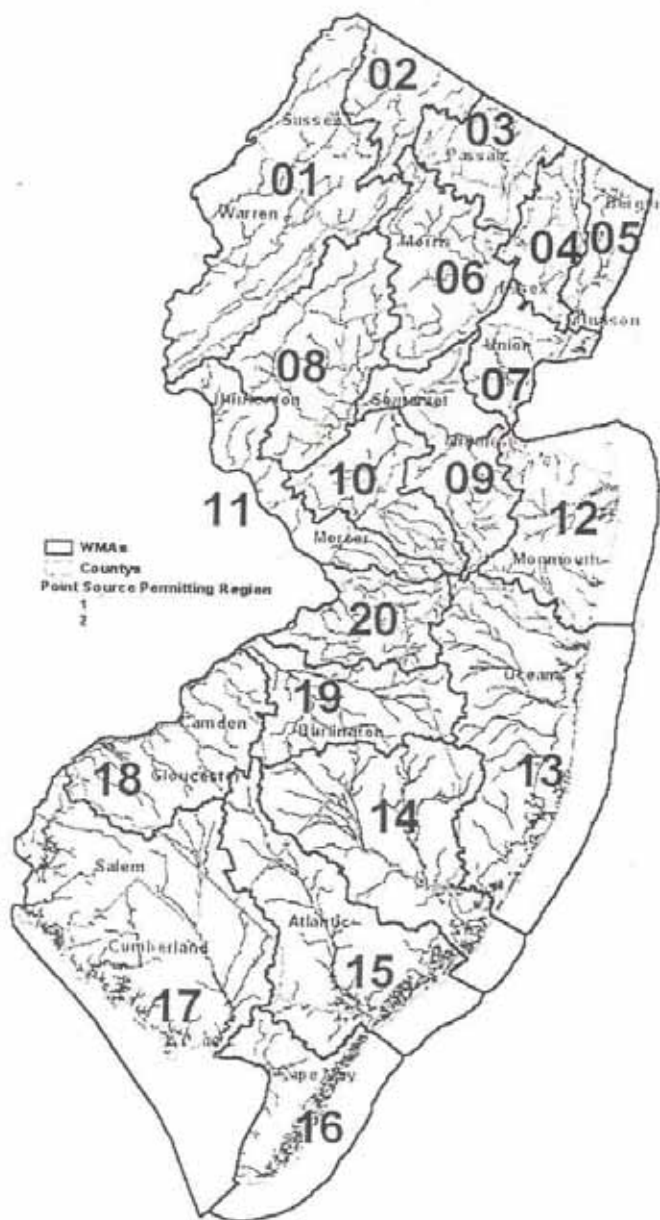 02
03
Sussex
Passaic
01
Bergen
Warren
04
05
Morris
06
Essex
Hudson
Union
08
07
Hunterdon
Somerset
10
09
11
12
Mercer
WMAs
Monmouth
Countys
Point Source Permitting Region
1
2
20
Ocean
19
Camden
Burlington
18
Gloucester
13
14
Salem
Atlantic
Cumberland
15
17
Cape May
16